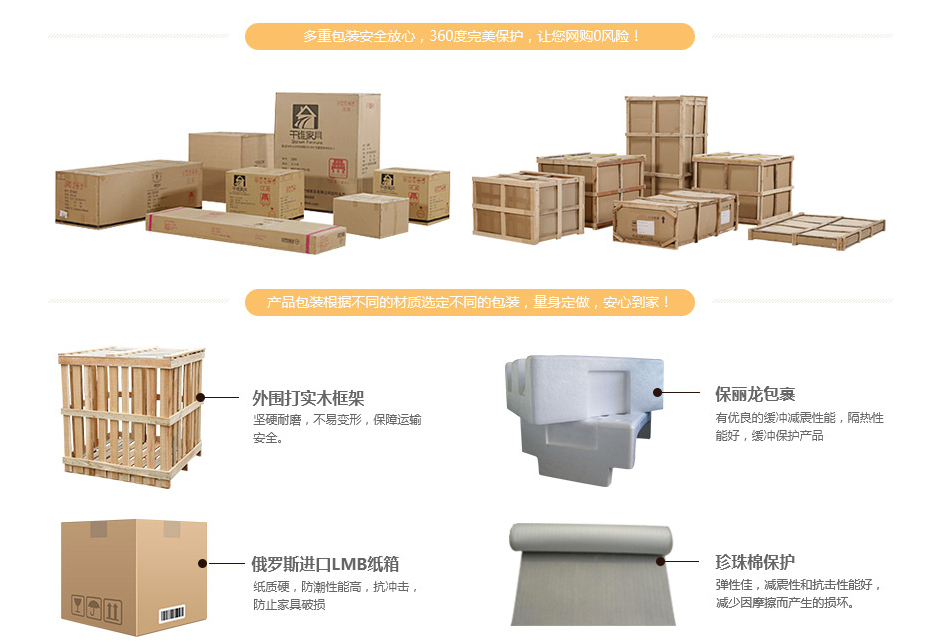 多重包装安全放心，360度完美保护，让您网购0风险！
千维家具
产品包装根据不同的材质选定不同的包装，量身定做，安心到家！
外围打实木框架
坚硬耐磨，不易变形，保障运输
安全。
保丽龙包裹
有优良的缓冲减震性能，隔热性
能好，缓冲保护产品
俄罗斯进口LMB纸箱
纸质硬，防潮性能高，抗冲击，
防止家具破损
珍珠棉保护
弹性佳，减震性和抗击性能好，
减少因摩擦而产生的损坏。